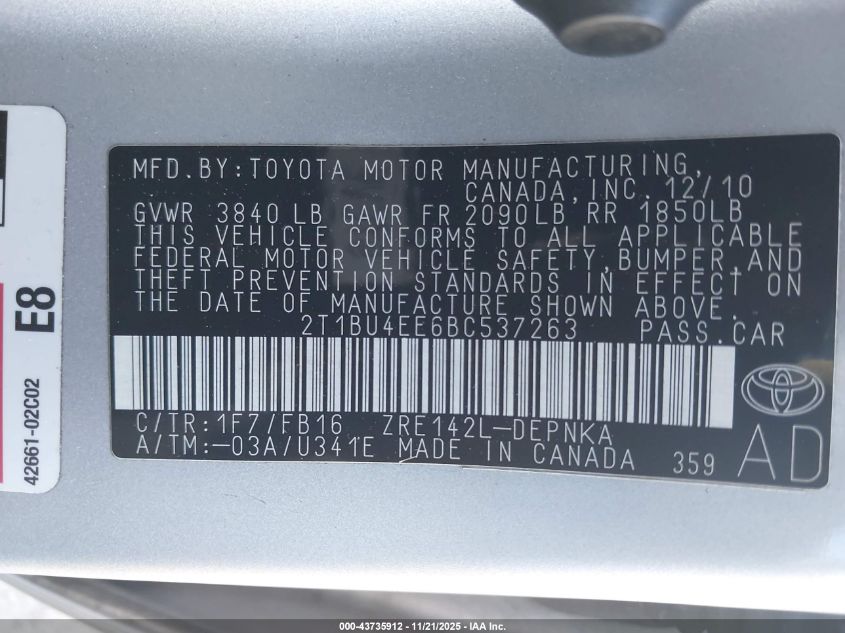 MFD.BY:TOYOTA MOTOR MANUFACTURING,
CANADA,INC. 12/10
GVWR 3840 LB GAWR FR 2090LB RR 1850LB
THIS VEHICLE CONFORMS TO ALL APPLICABLE
FEDERAL MOTOR VEHICLE SAFETY,BUMPER,AND
THEFT PREVENTION STANDARDS IN EFFECT ON
THE DATE OF MANUFACTURE SHOWN ABOVE.
2T1BU4EE6BC537263 PASS.CAR
C/TR:1F7/FB16 ZRE142L-DEPNKA
A/TM:-03A/U341E MADE IN CANADA 359
AD
E8
42661-02C02
000-43735912 - 11/21/2025 - IAA Inc.